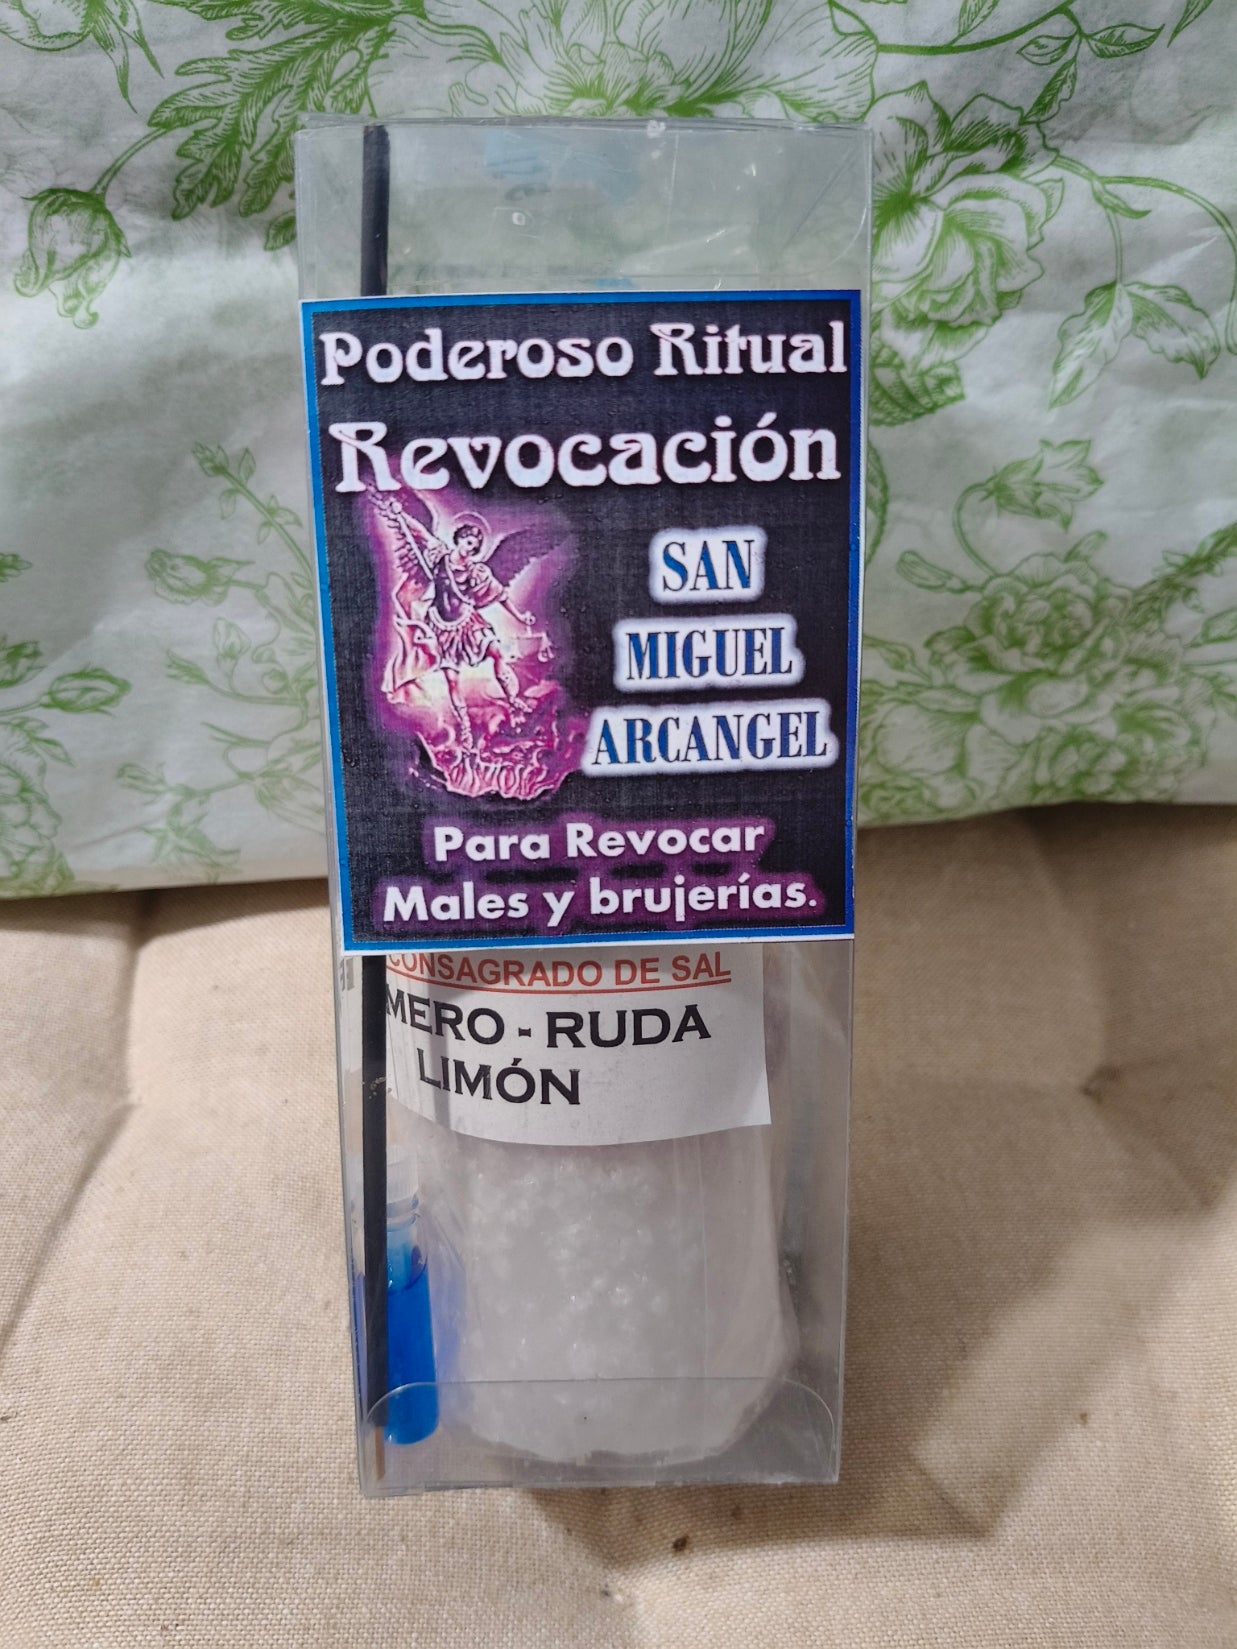 Poderoso Ritual
Revocación
SAN
MIGUEL
ARCANGEL
Para Revocar
Males y brujerías.
CONSAGRADO DE SAL
MERO - RUDA
LIMÓN